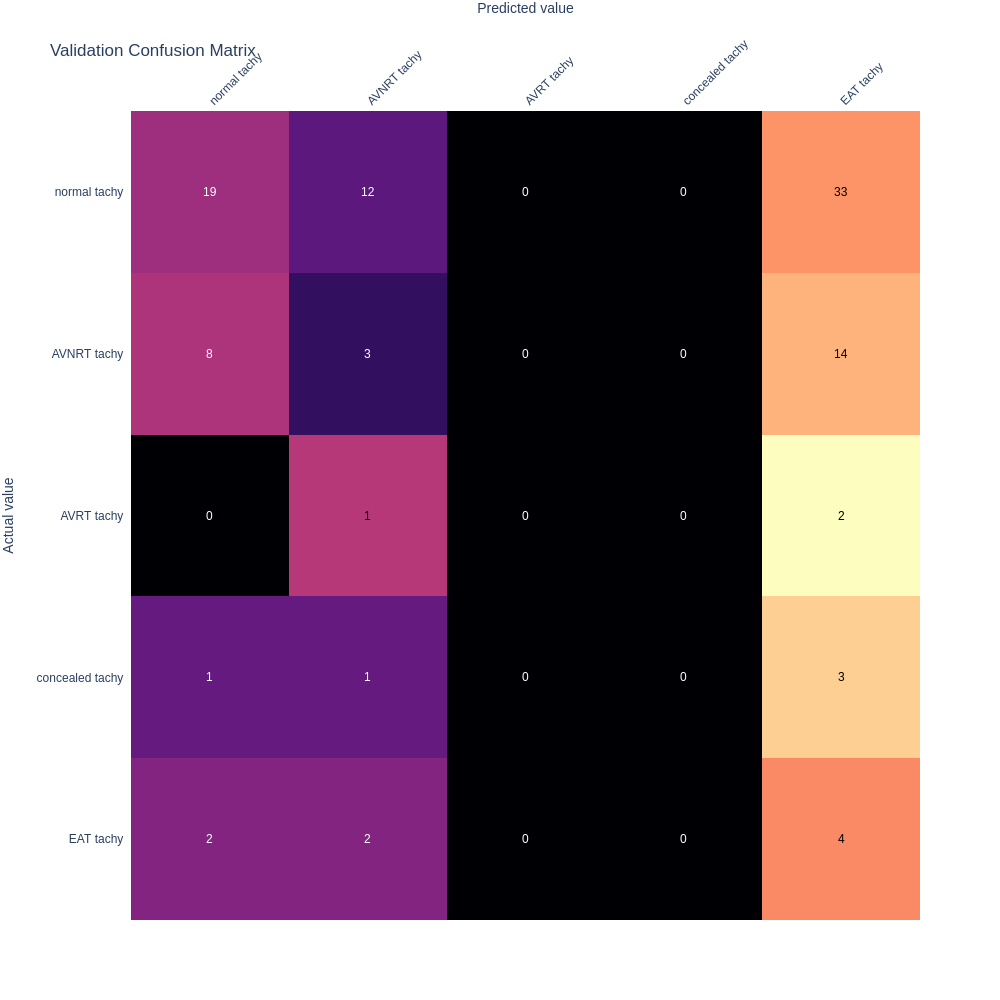 Predicted value
Validation Confusion Matrix
normal tachy AVNRT tachy AVRT tachy concealed tachy EAT tachy
normal tachy 19 12 0 0 33
AVNRT tachy 8 3 0 0 14
Actual value
AVRT tachy 0 1 0 0 2
concealed tachy 1 1 0 0 3
EAT tachy 2 2 0 0 4